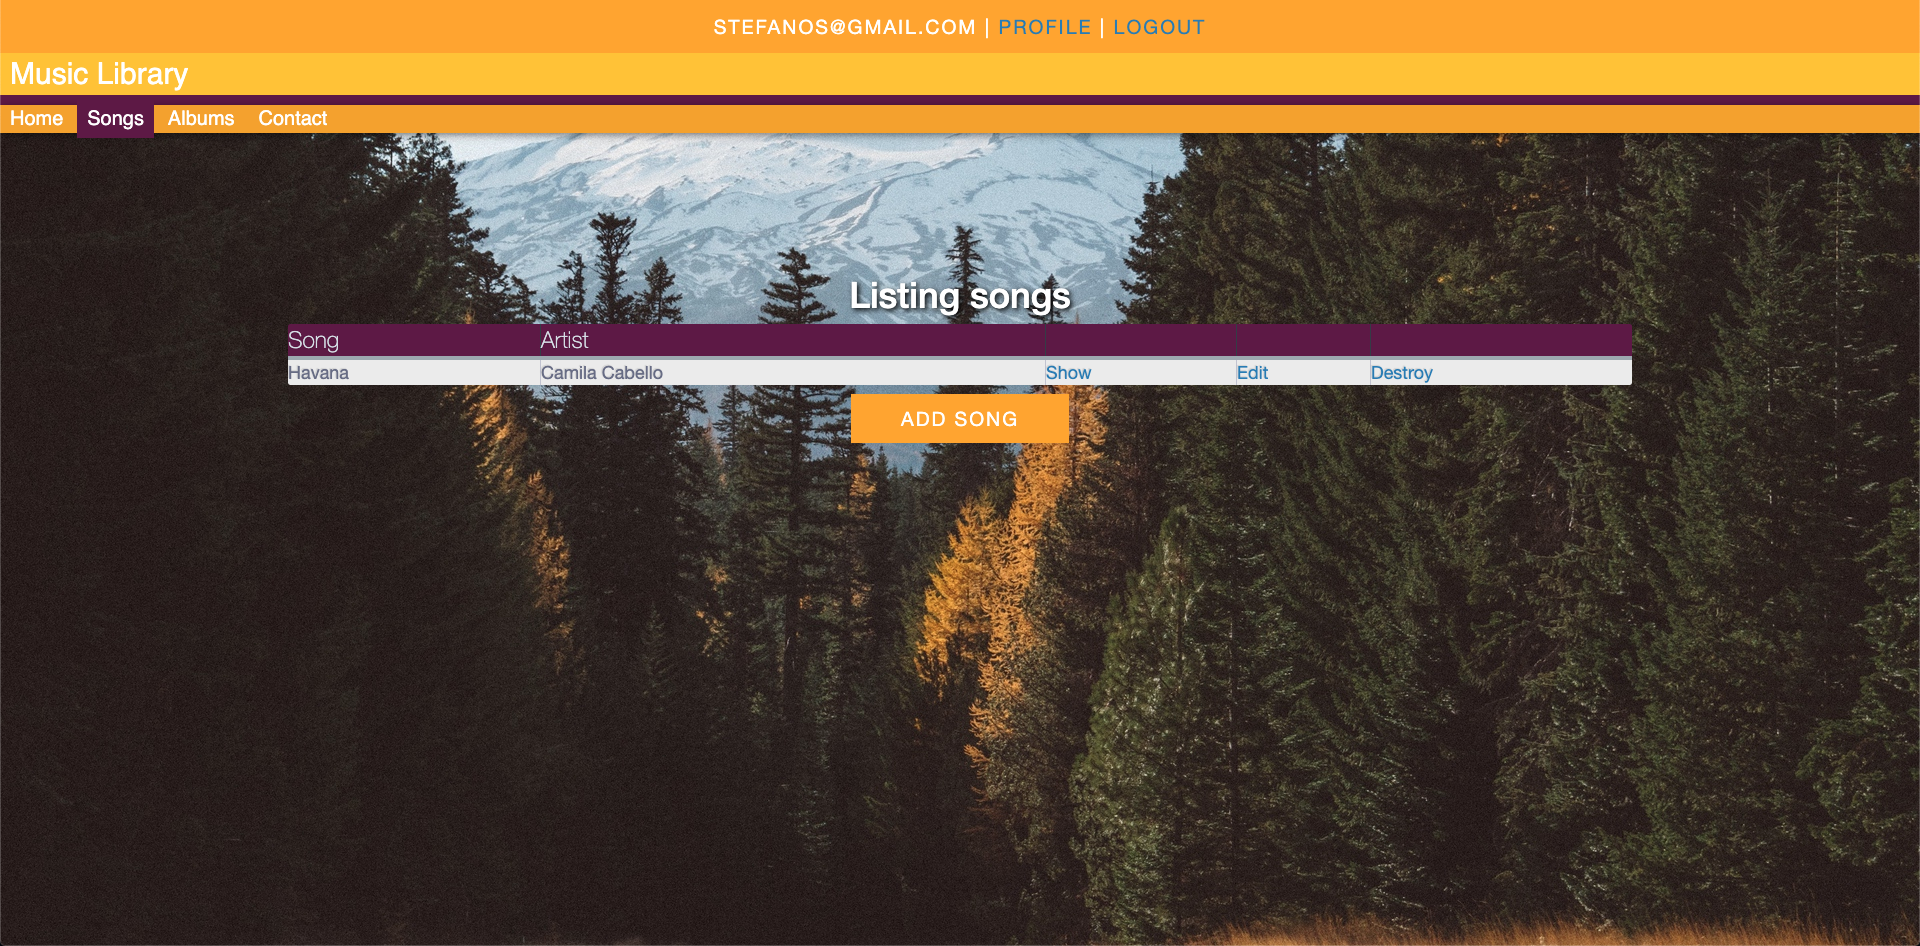 STEFANOS@GMAIL.COM | PROFILE | LOGOUT
Music Library
Home Songs Albums Contact
Listing songs
Song Artist
Havana Camila Cabello Show Edit Destroy
ADD SONG